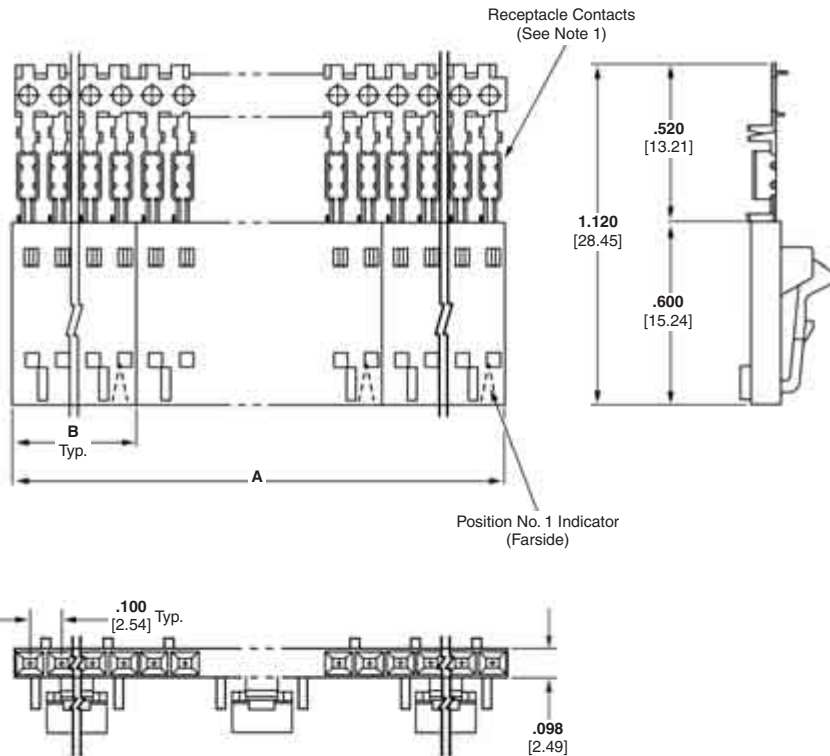 Receptacle Contacts
(See Note 1)
.520
[13.21]
1.120
[28.45]
.600
[15.24]
B
Typ.
A
Position No. 1 Indicator
(Farside)
.100
[2.54] Typ.
.098
[2.49]